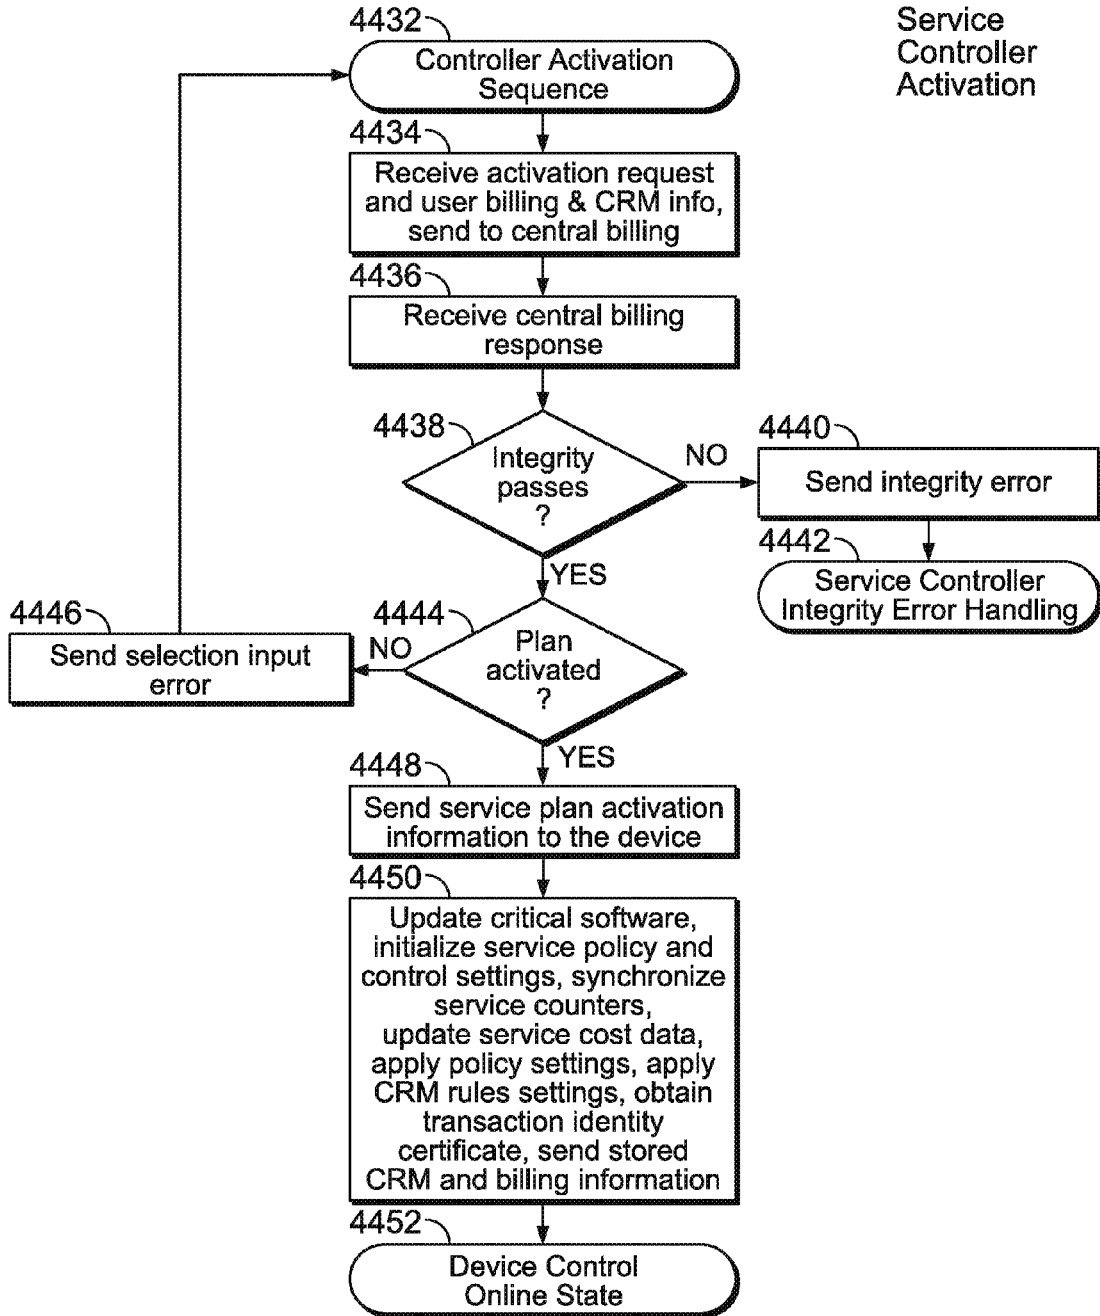 Service
Controller
Activation
4432
Controller Activation
Sequence
4434
Receive activation request
and user billing & CRM info,
send to central billing
4436
Receive central billing
response
4438
Integrity
passes
?
NO
4440
Send integrity error
4442
Service Controller
Integrity Error Handling
YES
4444
Plan
activated
?
NO
4446
Send selection input
error
YES
4448
Send service plan activation
information to the device
4450
Update critical software,
initialize service policy and
control settings, synchronize
service counters,
update service cost data,
apply policy settings, apply
CRM rules settings, obtain
transaction identity
certificate, send stored
CRM and billing information
4452
Device Control
Online State